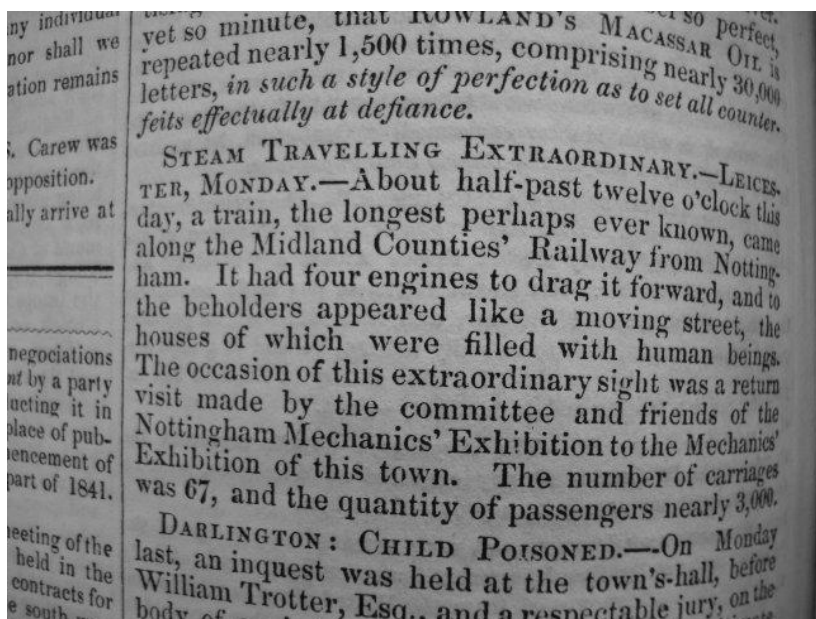 ny individual
nor shall we
ation remains
S. Carew was
opposition.
ally arrive at
negociations
nt by a party
ucting it in
place of pub-
encement of
part of 1841.
eeting of the
held in the
contracts for
e south
so perfect,
yet so minute, that ROWLAND'S MACASSAR OIL is
repeated nearly 1,500 times, comprising nearly 30,000
letters, in such a style of perfection as to set all counter-
feits effectually at defiance.
STEAM TRAVELLING EXTRAORDINARY.—LEICES-
TER, MONDAY.—About half-past twelve o'clock this
day, a train, the longest perhaps ever known, came
along the Midland Counties' Railway from Notting-
ham. It had four engines to drag it forward, and to
the beholders appeared like a moving street, the
houses of which were filled with human beings.
The occasion of this extraordinary sight was a return
visit made by the committee and friends of the
Nottingham Mechanics' Exhibition to the Mechanics'
Exhibition of this town. The number of carriages
was 67, and the quantity of passengers nearly 3,000.
DARLINGTON: CHILD POISONED.—On Monday
last, an inquest was held at the town's-hall, before
William Trotter, Esq., and a respectable jury, on the
body of